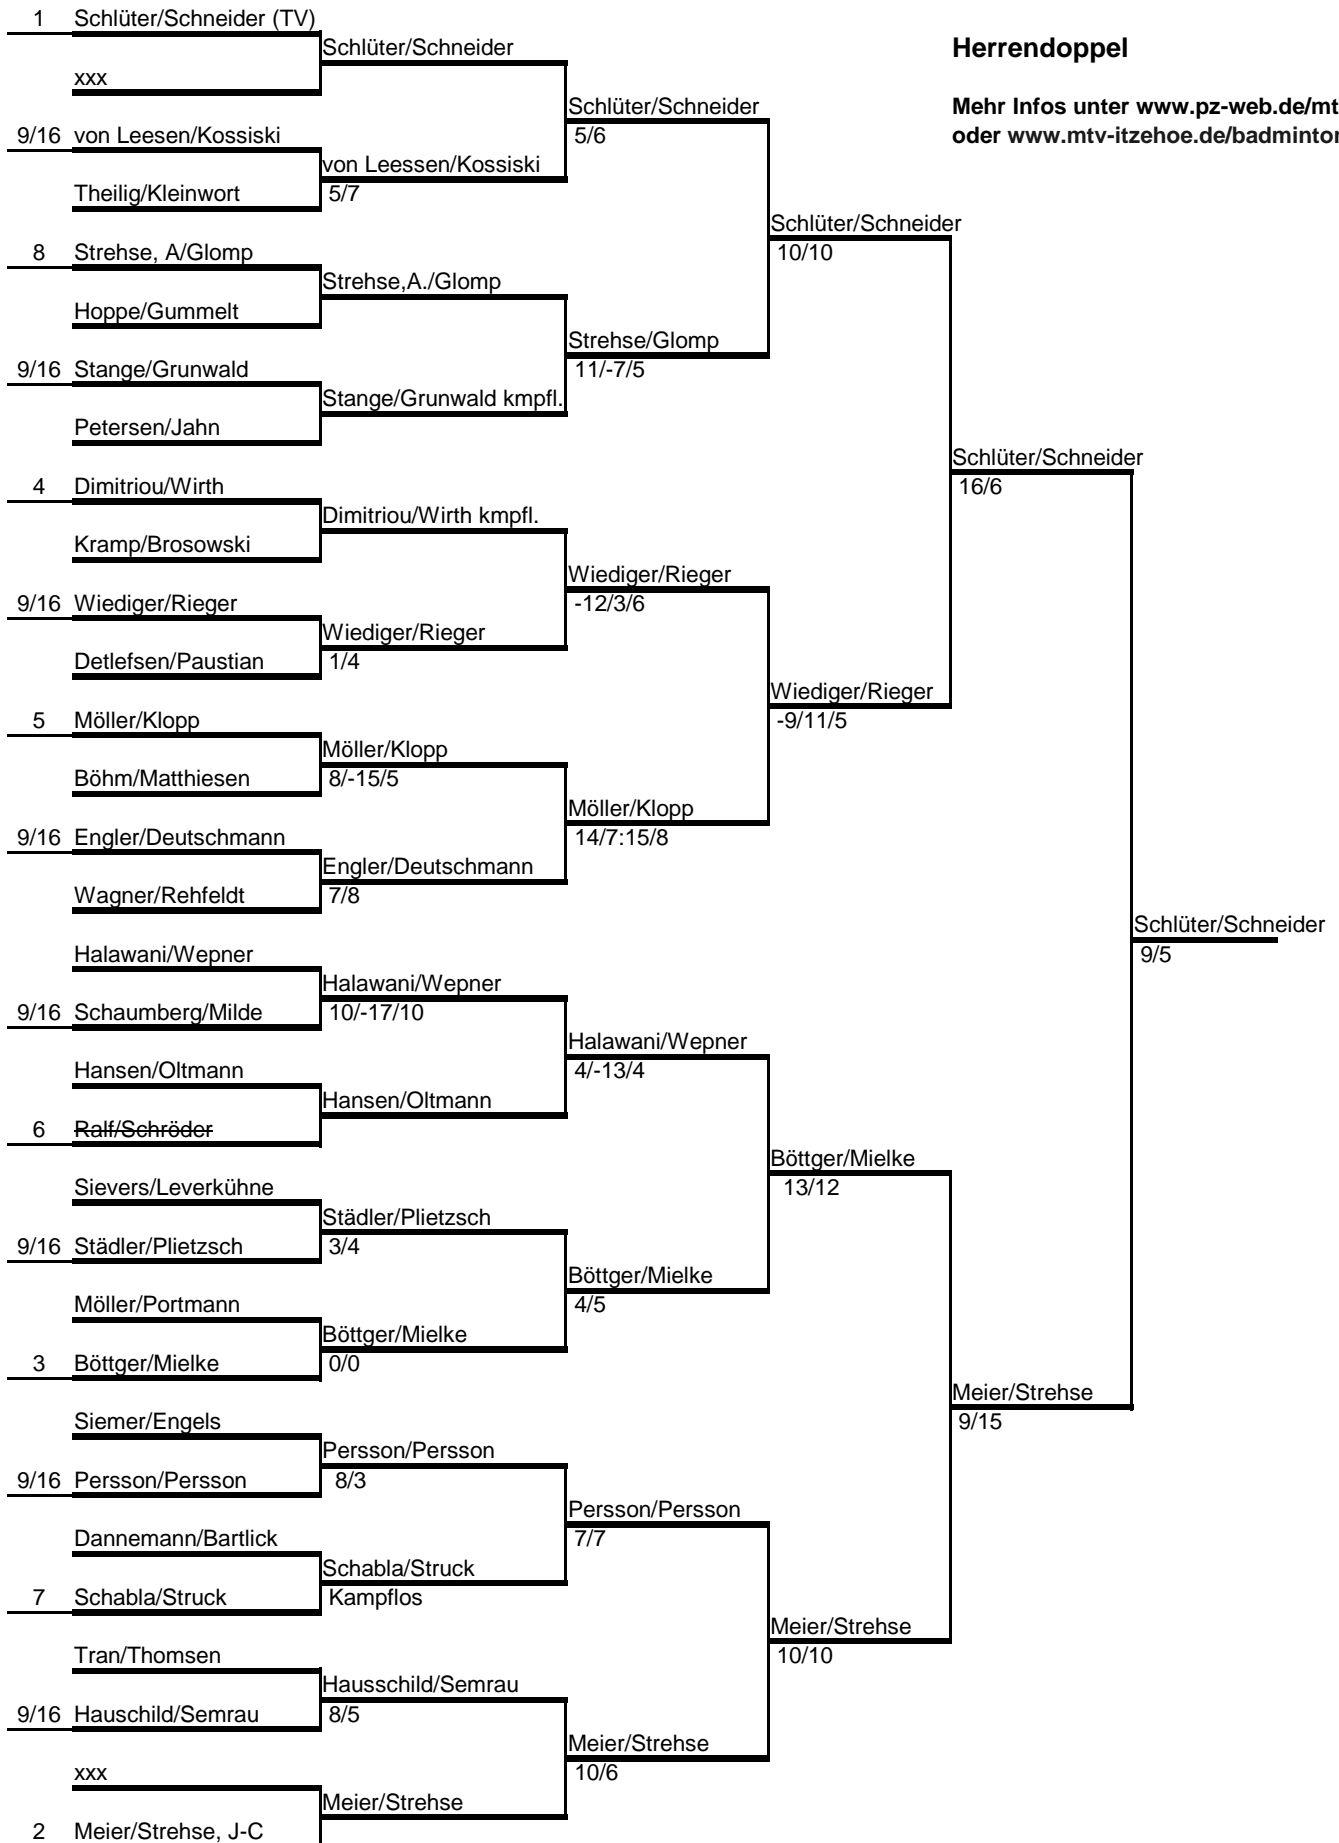 1 Schlüter/Schneider (TV)
Schlüter/Schneider
Herrendoppel
xxx
Schlüter/Schneider
Mehr Infos unter www.pz-web.de/mt
9/16 von Leesen/Kossiski
5/6
oder www.mtv-itzehoe.de/badminton
von Leessen/Kossiski
Theilig/Kleinwort
5/7
Schlüter/Schneider
8 Strehse, A/Glomp
10/10
Strehse,A./Glomp
Hoppe/Gummelt
Strehse/Glomp
9/16 Stange/Grunwald
11/-7/5
Stange/Grunwald kmpfl.
Petersen/Jahn
Schlüter/Schneider
4 Dimitriou/Wirth
16/6
Dimitriou/Wirth kmpfl.
Kramp/Brosowski
Wiediger/Rieger
9/16 Wiediger/Rieger
-12/3/6
Wiediger/Rieger
Detlefsen/Paustian
1/4
Wiediger/Rieger
5 Möller/Klopp
-9/11/5
Möller/Klopp
Böhm/Matthiesen
8/-15/5
Möller/Klopp
9/16 Engler/Deutschmann
14/7:15/8
Engler/Deutschmann
Wagner/Rehfeldt
7/8
Schlüter/Schneider
Halawani/Wepner
9/5
Halawani/Wepner
9/16 Schaumberg/Milde
10/-17/10
Halawani/Wepner
Hansen/Oltmann
4/-13/4
Hansen/Oltmann
6 Ralf/Schröder
Böttger/Mielke
Sievers/Leverkühne
13/12
Städler/Plietzsch
9/16 Städler/Plietzsch
3/4
Böttger/Mielke
Möller/Portmann
4/5
Böttger/Mielke
3 Böttger/Mielke
0/0
Meier/Strehse
Siemer/Engels
9/15
Persson/Persson
9/16 Persson/Persson
8/3
Persson/Persson
Dannemann/Bartlick
7/7
Schabla/Struck
7 Schabla/Struck
Kampflos
Meier/Strehse
Tran/Thomsen
10/10
Hausschild/Semrau
9/16 Hauschild/Semrau
8/5
Meier/Strehse
xxx
10/6
Meier/Strehse
2 Meier/Strehse, J-C